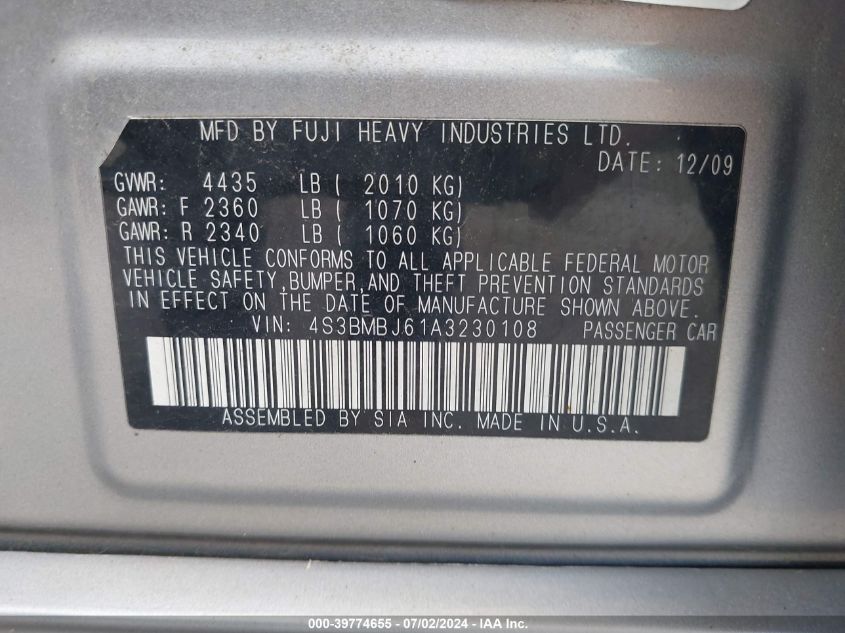 MFD BY FUJI HEAVY INDUSTRIES LTD.
DATE: 12/09
GVWR: 4435 LB ( 2010 KG)
GAWR: F 2360 LB ( 1070 KG)
GAWR: R 2340 LB ( 1060 KG)
THIS VEHICLE CONFORMS TO ALL APPLICABLE FEDERAL MOTOR
VEHICLE SAFETY, BUMPER, AND THEFT PREVENTION STANDARDS
IN EFFECT ON THE DATE OF MANUFACTURE SHOWN ABOVE.
VIN: 4S3BMBJ61A3230108 PASSENGER CAR
ASSEMBLED BY SIA INC. MADE IN U.S.A.
000-39774655 - 07/02/2024 - IAA Inc.